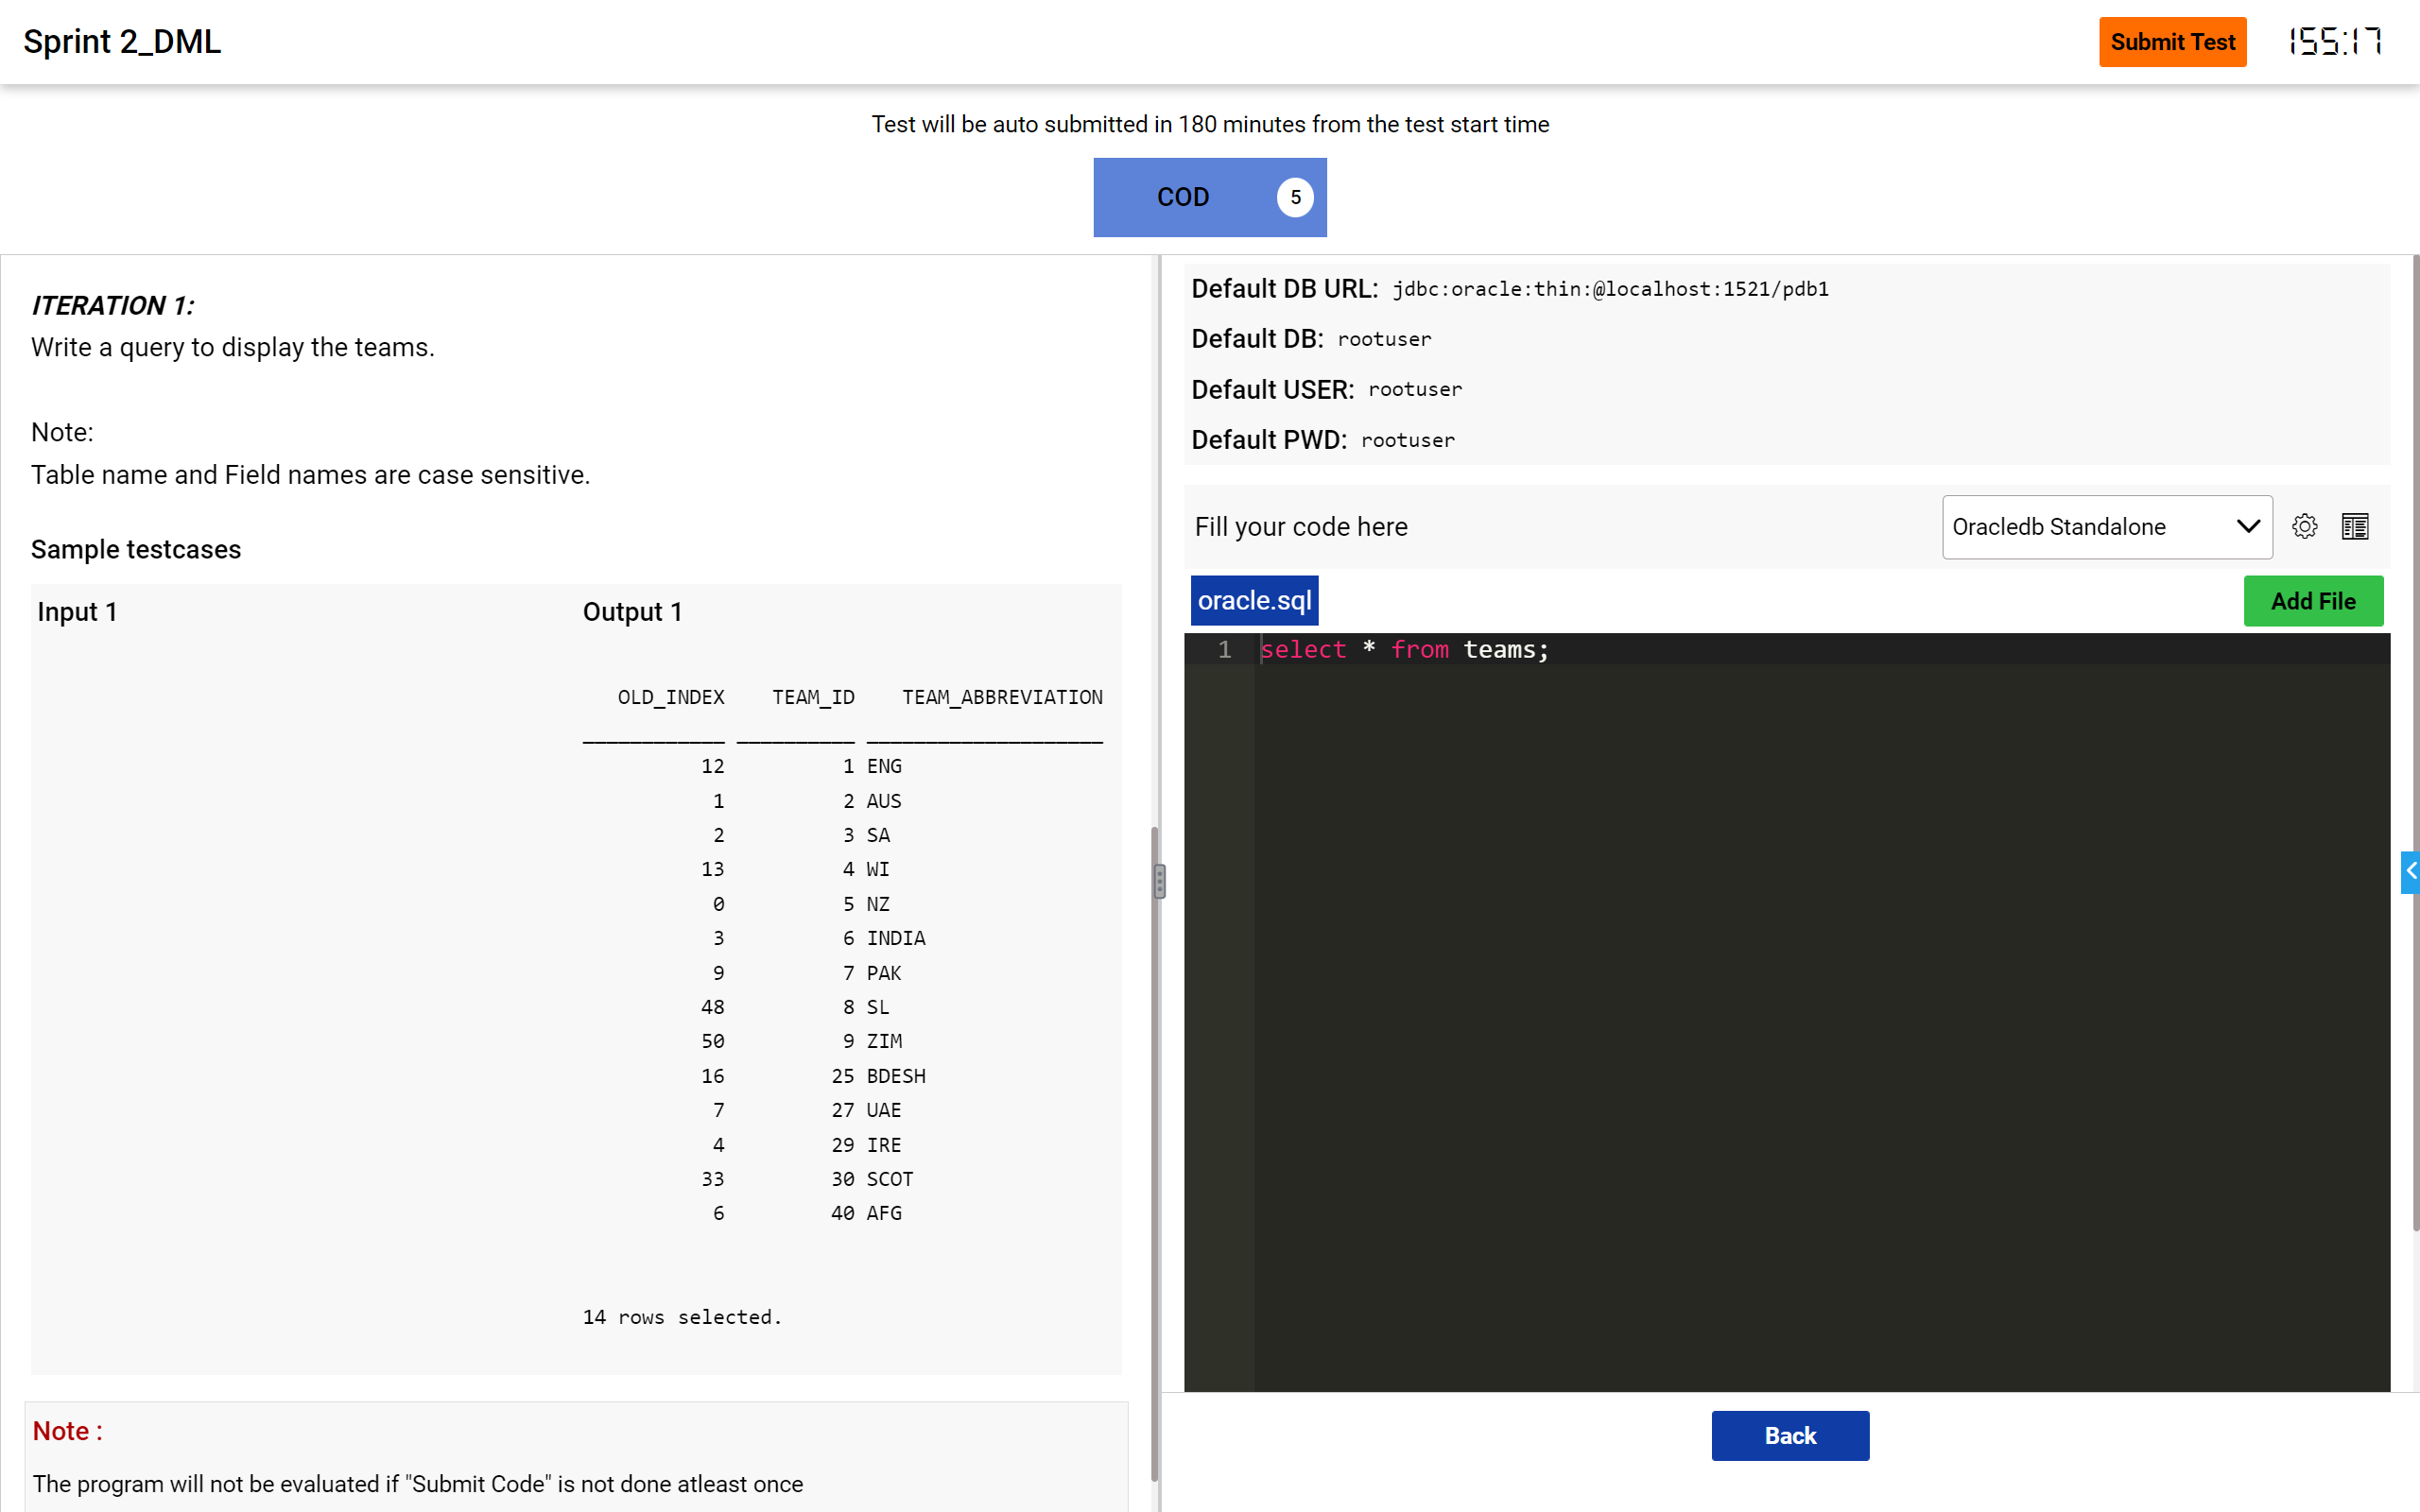 Sprint 2_DML
Submit Test
155:17
Test will be auto submitted in 180 minutes from the test start time
COD 5
ITERATION 1:
Write a query to display the teams.
Note:
Table name and Field names are case sensitive.
Sample testcases
Input 1
Output 1
OLD_INDEX TEAM_ID TEAM_ABBREVIATION
____________ __________ ____________________
12 1 ENG
1 2 AUS
2 3 SA
13 4 WI
0 5 NZ
3 6 INDIA
9 7 PAK
48 8 SL
50 9 ZIM
16 25 BDESH
7 27 UAE
4 29 IRE
33 30 SCOT
6 40 AFG
14 rows selected.
Note :
The program will not be evaluated if "Submit Code" is not done atleast once
Default DB URL: jdbc:oracle:thin:@localhost:1521/pdb1
Default DB: rootuser
Default USER: rootuser
Default PWD: rootuser
Fill your code here
Oracledb Standalone
oracle.sql
Add File
1 select * from teams;
Back